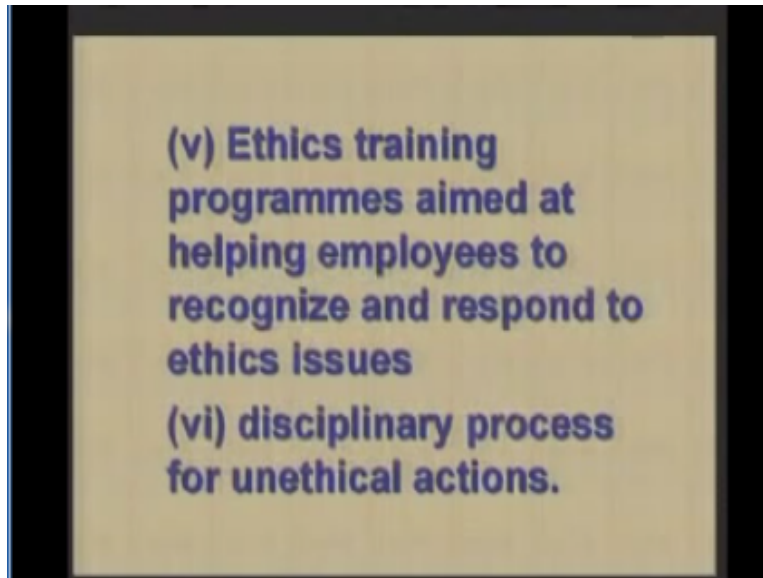 (v) Ethics training
programmes aimed at
helping employees to
recognize and respond to
ethics issues
(vi) disciplinary process
for unethical actions.